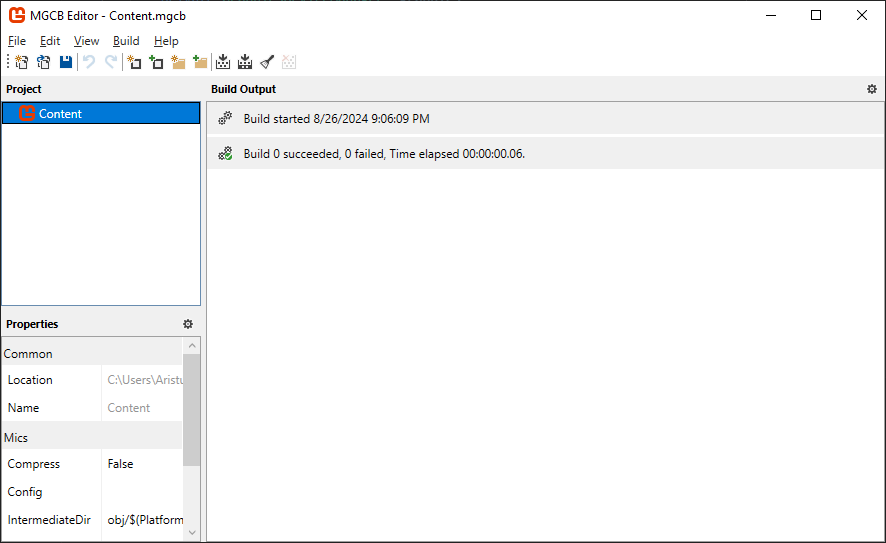 MGCB Editor - Content.mgcb
File Edit View Build Help
Project
Content
Build Output
Build started 8/26/2024 9:06:09 PM
Build 0 succeeded, 0 failed, Time elapsed 00:00:00.06.
Properties
Common
Location C:\Users\Aristu
Name Content
Mics
Compress False
Config
IntermediateDir obj/$(Platform